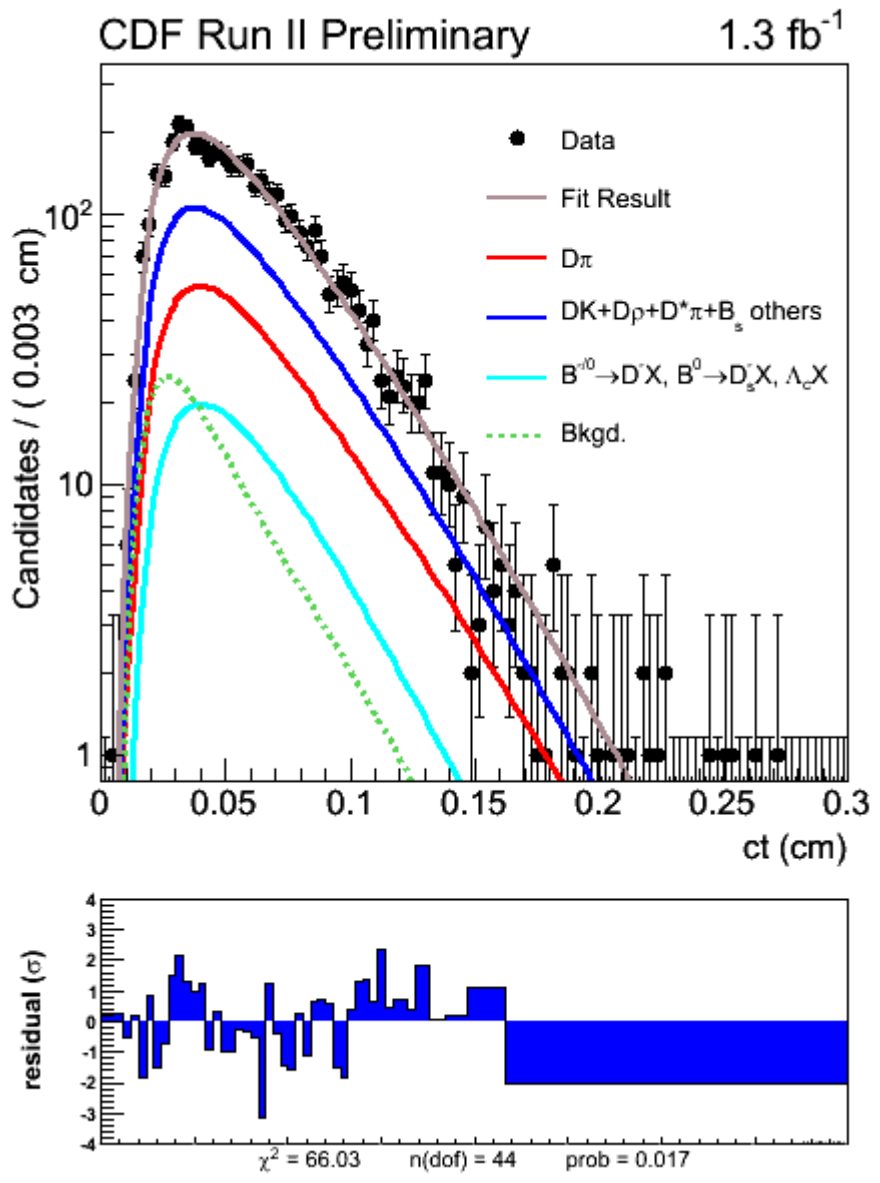 CDF Run II Preliminary 1.3 fb⁻¹
Candidates / ( 0.003 cm)
10²
10
1
Data
Fit Result
Dπ
DK+Dρ+D*π+Bₛ others
B⁻/⁰→D⁻X, B⁰→Dₛ⁻X, Λ_cX
Bkgd.
0 0.05 0.1 0.15 0.2 0.25 0.3
ct (cm)
residual (σ)
4
3
2
1
0
-1
-2
-3
-4
χ² = 66.03 n(dof) = 44 prob = 0.017